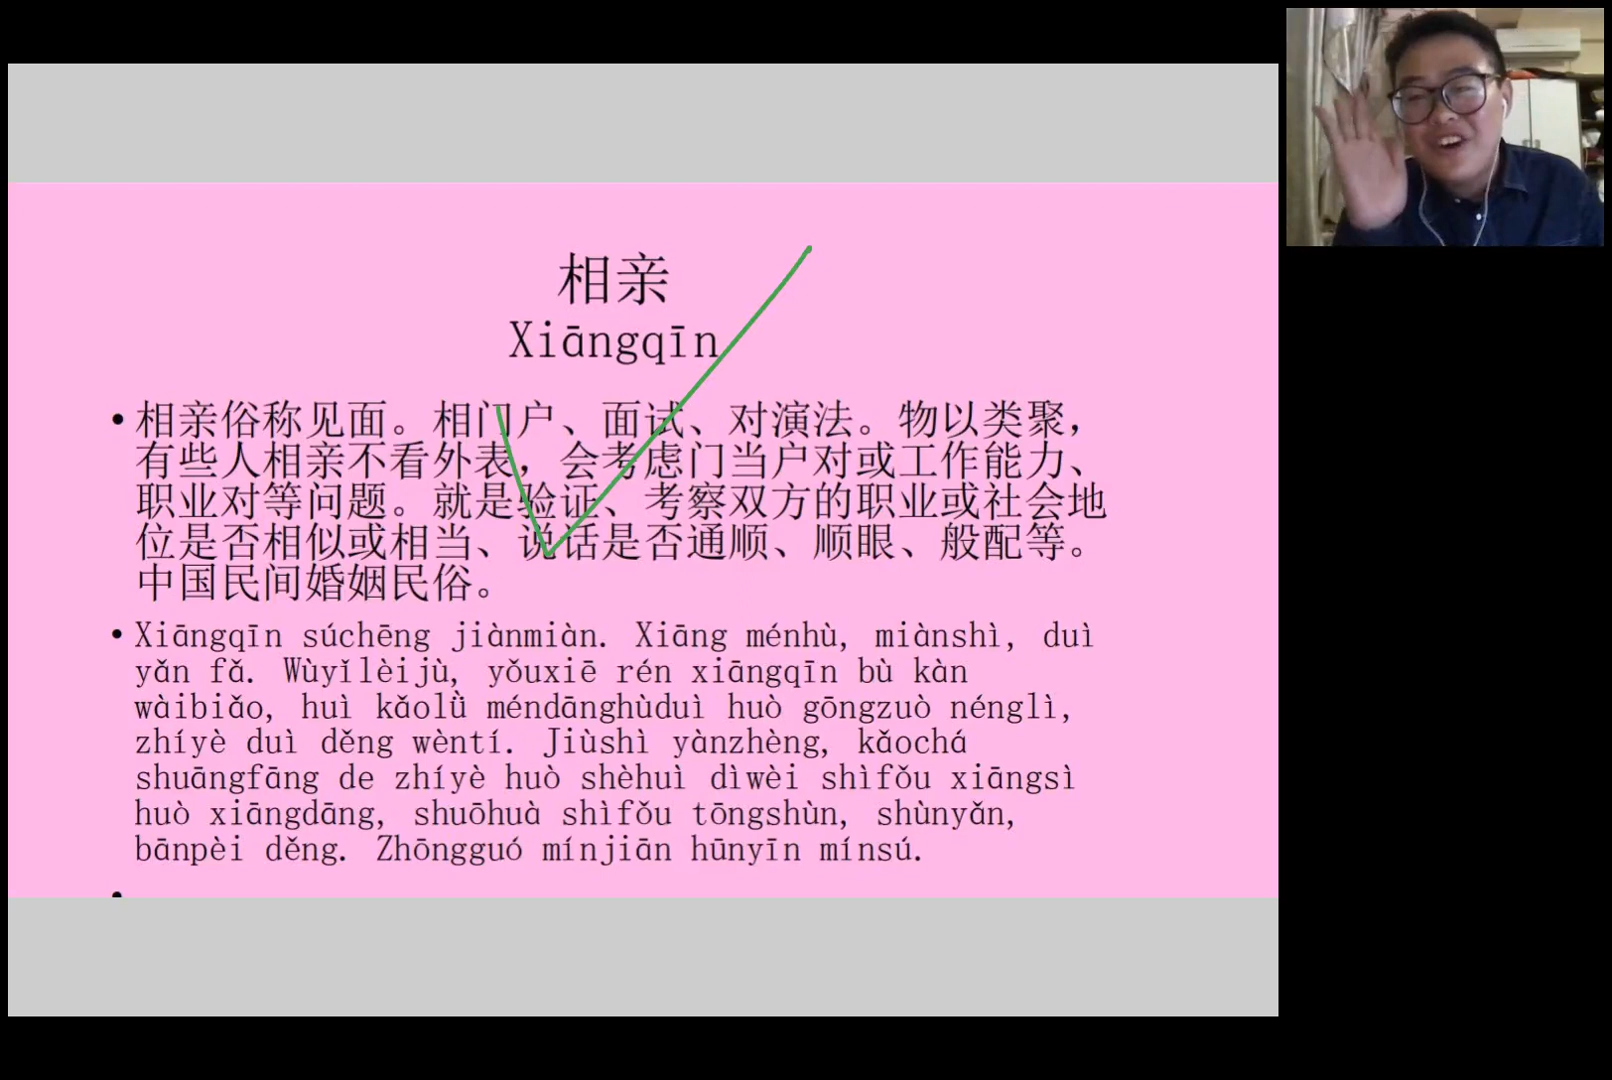 相亲
Xiāngqīn
• 相亲俗称见面。相门户、面试、对演法。物以类聚，
有些人相亲不看外表，会考虑门当户对或工作能力、
职业对等问题。就是验证、考察双方的职业或社会地
位是否相似或相当、说话是否通顺、顺眼、般配等。
中国民间婚姻民俗。
• Xiāngqīn súchēng jiànmiàn. Xiāng ménhù, miànshì, duì
yǎn fǎ. Wùyǐlèijù, yǒuxiē rén xiāngqīn bù kàn
wàibiǎo, huì kǎolǜ méndānghùduì huò gōngzuò nénglì,
zhíyè duì děng wèntí. Jiùshì yànzhèng, kǎochá
shuāngfāng de zhíyè huò shèhuì dìwèi shìfǒu xiāngsì
huò xiāngdāng, shuōhuà shìfǒu tōngshùn, shùnyǎn,
bānpèi děng. Zhōngguó mínjiān hūnyīn mínsú.
•